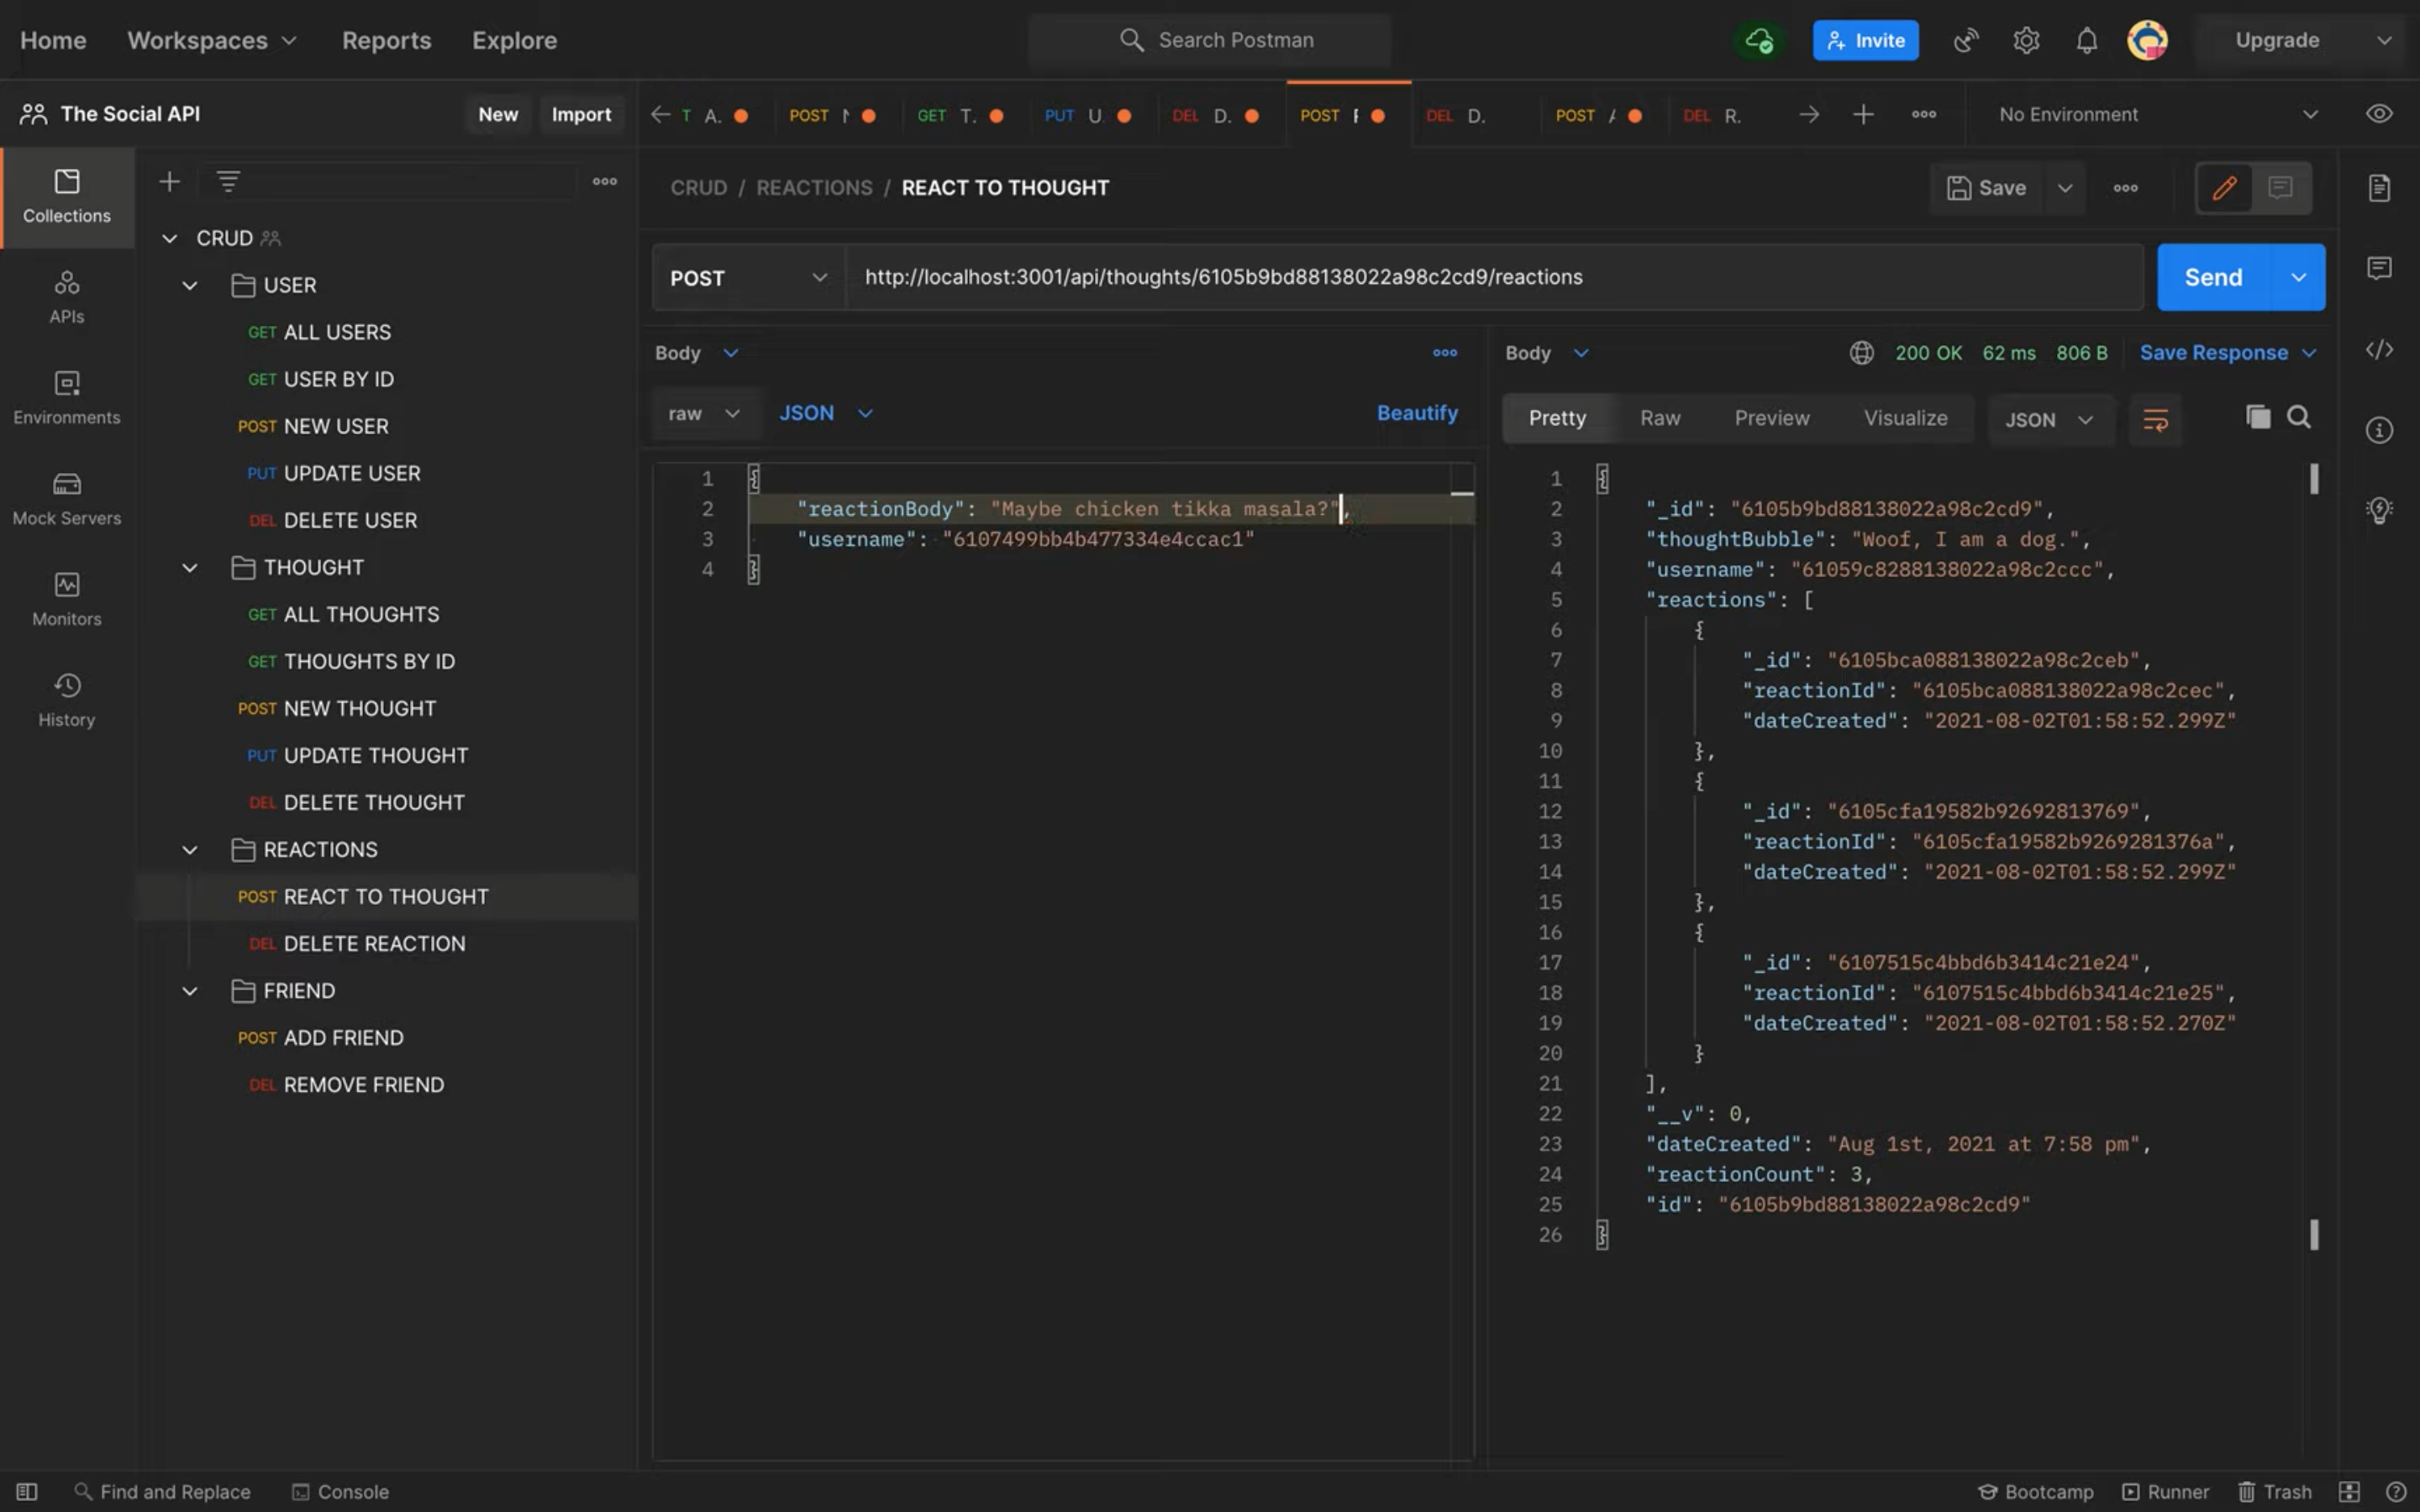 Home Workspaces Reports Explore Search Postman Invite Upgrade
The Social API New Import T A. POST GET T. PUT U. DEL D. POST DEL D. POST DEL R. No Environment
Collections
APIs
Environments
Mock Servers
Monitors
History
CRUD
USER
GET ALL USERS
GET USER BY ID
POST NEW USER
PUT UPDATE USER
DEL DELETE USER
THOUGHT
GET ALL THOUGHTS
GET THOUGHTS BY ID
POST NEW THOUGHT
PUT UPDATE THOUGHT
DEL DELETE THOUGHT
REACTIONS
POST REACT TO THOUGHT
DEL DELETE REACTION
FRIEND
POST ADD FRIEND
DEL REMOVE FRIEND
CRUD / REACTIONS / REACT TO THOUGHT Save
POST http://localhost:3001/api/thoughts/6105b9bd88138022a98c2cd9/reactions Send
Body
raw JSON Beautify
1 {
2 "reactionBody": "Maybe chicken tikka masala?",
3 "username": "6107499bb4b477334e4ccac1"
4 }
Body 200 OK 62 ms 806 B Save Response
Pretty Raw Preview Visualize JSON
1 {
2 "_id": "6105b9bd88138022a98c2cd9",
3 "thoughtBubble": "Woof, I am a dog.",
4 "username": "61059c8288138022a98c2ccc",
5 "reactions": [
6 {
7 "_id": "6105bca088138022a98c2ceb",
8 "reactionId": "6105bca088138022a98c2cec",
9 "dateCreated": "2021-08-02T01:58:52.299Z"
10 },
11 {
12 "_id": "6105cfa19582b92692813769",
13 "reactionId": "6105cfa19582b9269281376a",
14 "dateCreated": "2021-08-02T01:58:52.299Z"
15 },
16 {
17 "_id": "6107515c4bbd6b3414c21e24",
18 "reactionId": "6107515c4bbd6b3414c21e25",
19 "dateCreated": "2021-08-02T01:58:52.270Z"
20 }
21 ],
22 "__v": 0,
23 "dateCreated": "Aug 1st, 2021 at 7:58 pm",
24 "reactionCount": 3,
25 "id": "6105b9bd88138022a98c2cd9"
26 }
Find and Replace Console Bootcamp Runner Trash